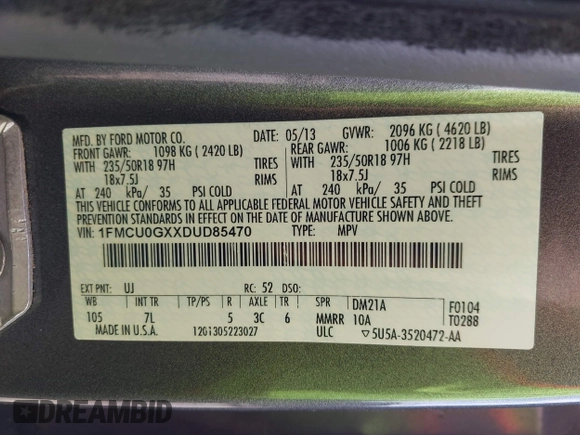 MFD. BY FORD MOTOR CO.
DATE: 05/13 GVWR: 2096 KG ( 4620 LB)
FRONT GAWR: 1098 KG ( 2420 LB) REAR GAWR: 1006 KG ( 2218 LB)
WITH 235/50R18 97H TIRES WITH 235/50R18 97H TIRES
18x7.5J RIMS 18x7.5J RIMS
AT 240 kPa/ 35 PSI COLD AT 240 kPa/ 35 PSI COLD
THIS VEHICLE CONFORMS TO ALL APPLICABLE FEDERAL MOTOR VEHICLE SAFETY AND THEFT
PREVENTION STANDARDS IN EFFECT ON THE DATE OF MANUFACTURE SHOWN ABOVE.
VIN: 1FMCU0GXXDUD85470 TYPE: MPV
EXT PNT: UJ RC: 52 DSO:
WB INT TR TP/PS R AXLE TR SPR DM21A F0104
105 7L 5 3C 6 MMRR 10A T0288
MADE IN U.S.A. 12G1305223027 ULC ▽5U5A-3520472-AA
DREAMBID